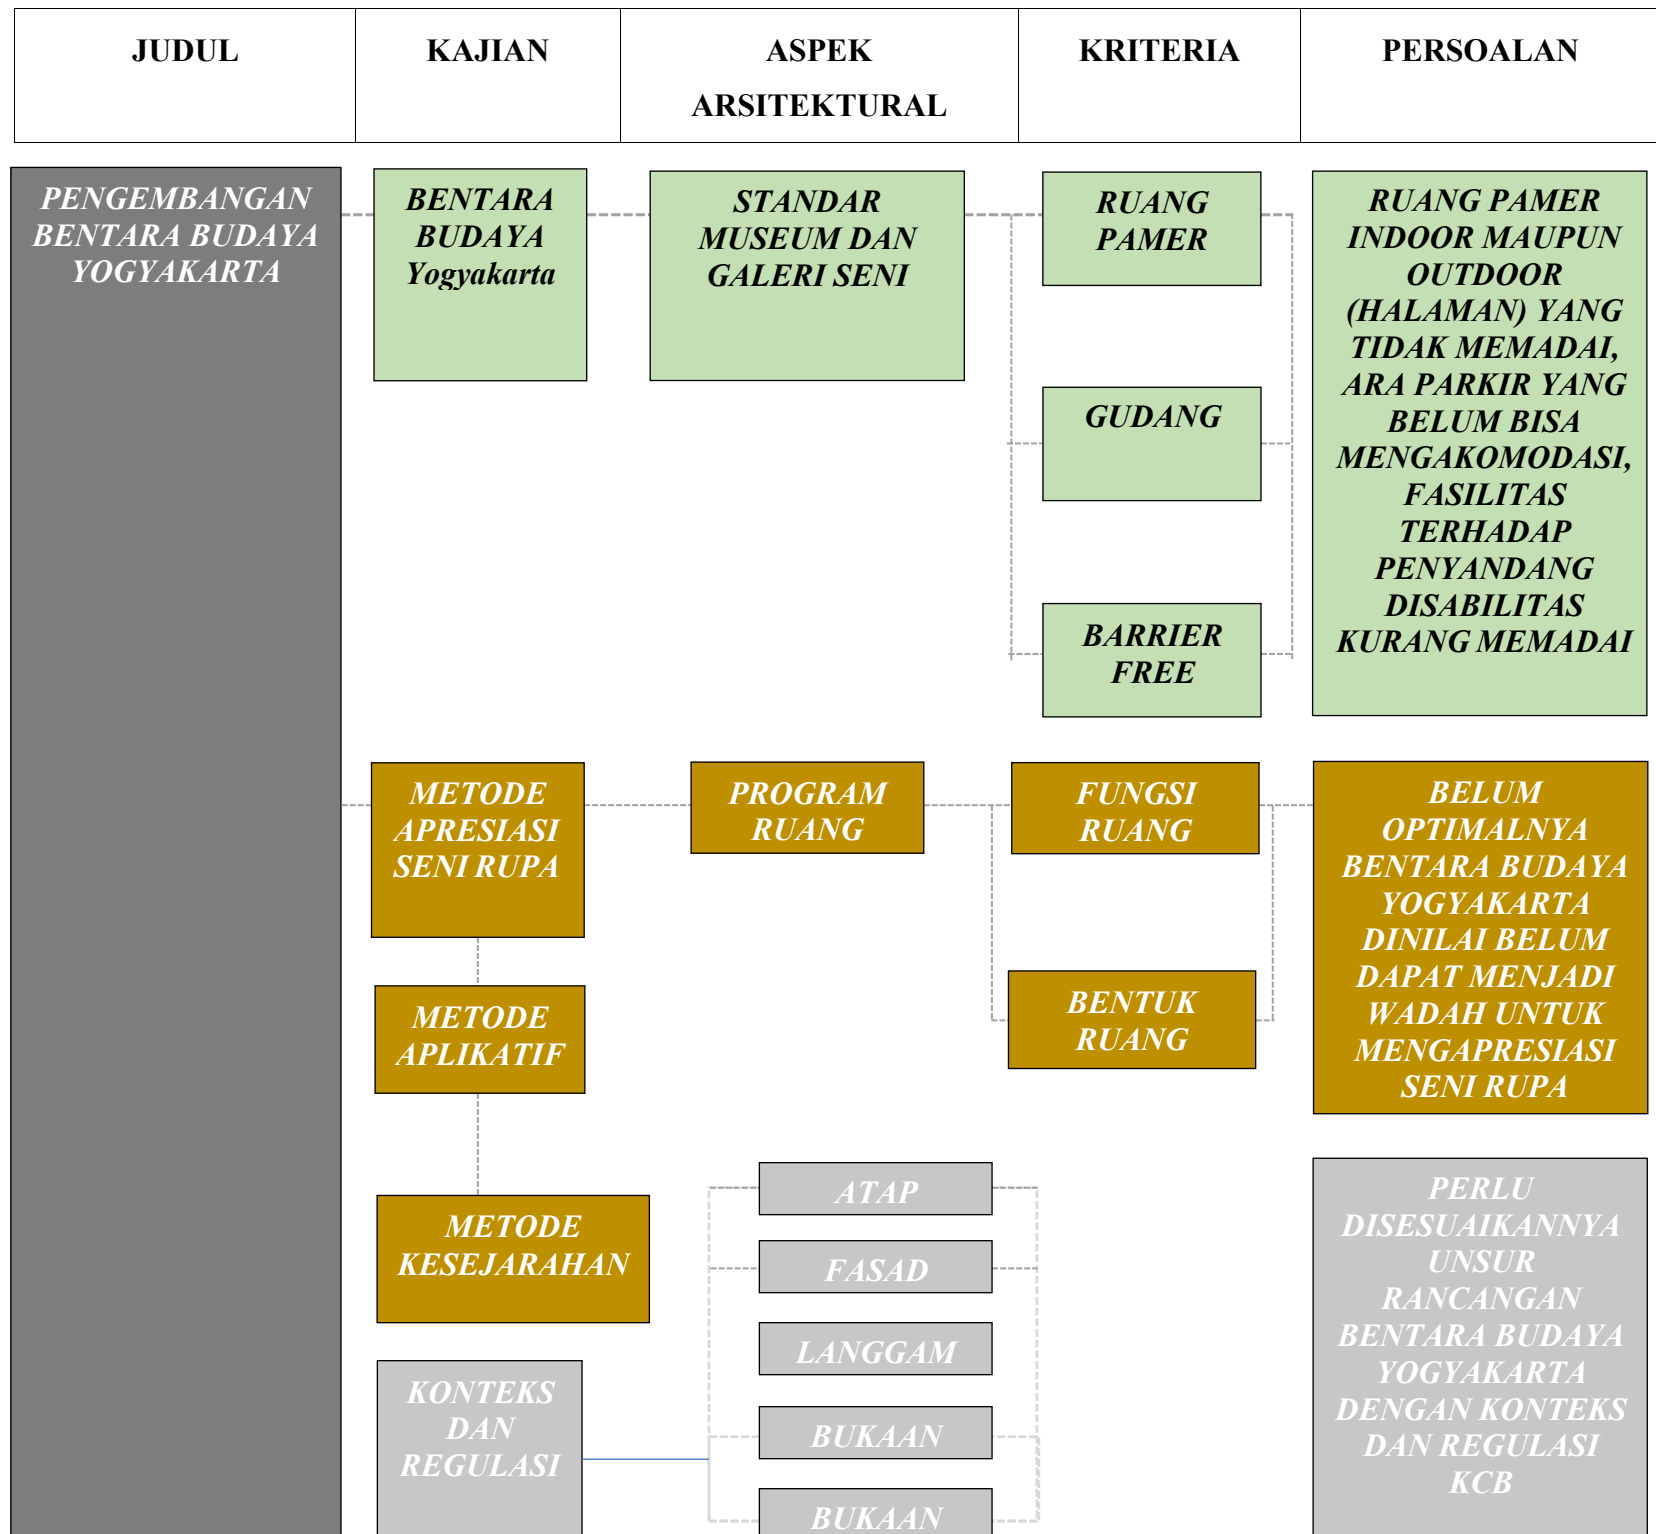 JUDUL
KAJIAN
ASPEK
ARSITEKTURAL
KRITERIA
PERSOALAN
PENGEMBANGAN
BENTARA BUDAYA
YOGYAKARTA
BENTARA
BUDAYA
Yogyakarta
STANDAR
MUSEUM DAN
GALERI SENI
RUANG
PAMER
GUDANG
BARRIER
FREE
RUANG PAMER
INDOOR MAUPUN
OUTDOOR
(HALAMAN) YANG
TIDAK MEMADAI,
ARA PARKIR YANG
BELUM BISA
MENGAKOMODASI,
FASILITAS
TERHADAP
PENYANDANG
DISABILITAS
KURANG MEMADAI
METODE
APRESIASI
SENI RUPA
METODE
APLIKATIF
METODE
KESEJARAHAN
PROGRAM
RUANG
FUNGSI
RUANG
BENTUK
RUANG
BELUM
OPTIMALNYA
BENTARA BUDAYA
YOGYAKARTA
DINILAI BELUM
DAPAT MENJADI
WADAH UNTUK
MENGAPRESIASI
SENI RUPA
KONTEKS
DAN
REGULASI
ATAP
FASAD
LANGGAM
BUKAAN
BUKAAN
PERLU
DISESUAIKANNYA
UNSUR
RANCANGAN
BENTARA BUDAYA
YOGYAKARTA
DENGAN KONTEKS
DAN REGULASI
KCB